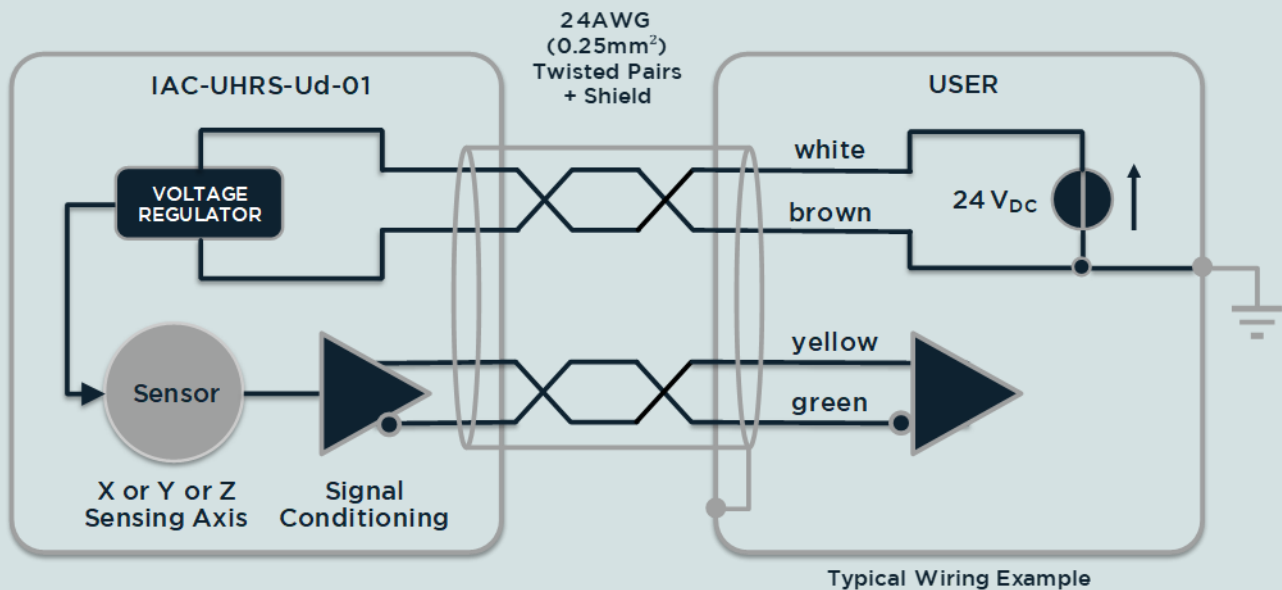 24AWG
(0.25mm²)
Twisted Pairs
+ Shield
IAC-UHRS-Ud-01
USER
VOLTAGE
REGULATOR
white
brown
24 VDC
Sensor
yellow
green
X or Y or Z
Sensing Axis
Signal
Conditioning
Typical Wiring Example